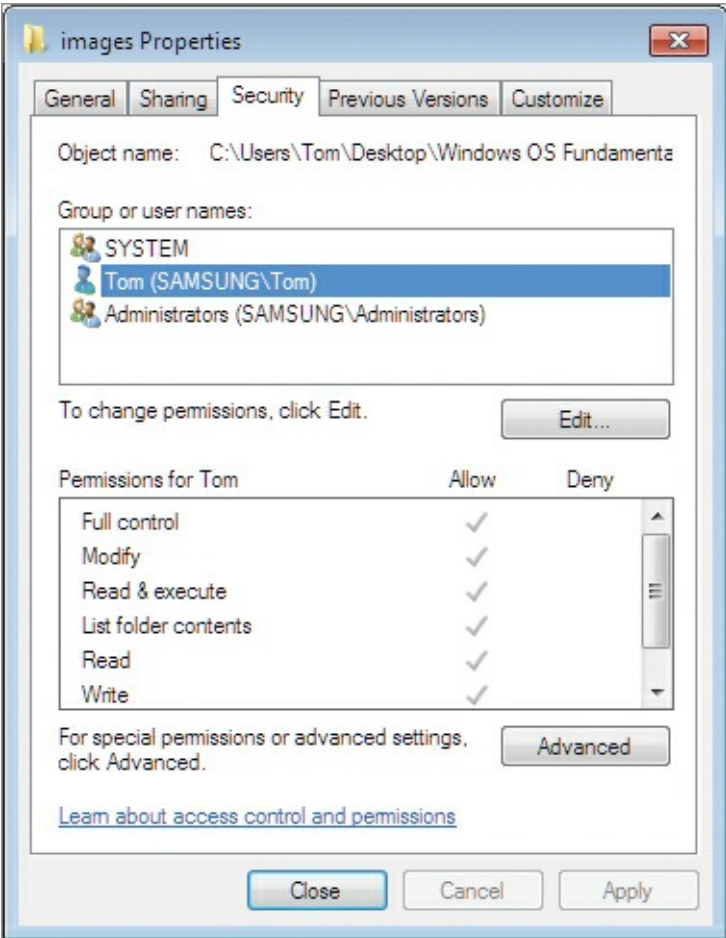 images Properties
General Sharing Security Previous Versions Customize
Object name: C:\Users\Tom\Desktop\Windows OS Fundamenta
Group or user names:
SYSTEM
Tom (SAMSUNG\Tom)
Administrators (SAMSUNG\Administrators)
To change permissions, click Edit.
Edit...
Permissions for Tom Allow Deny
Full control
Modify
Read & execute
List folder contents
Read
Write
For special permissions or advanced settings,
click Advanced.
Advanced
Learn about access control and permissions
Close Cancel Apply